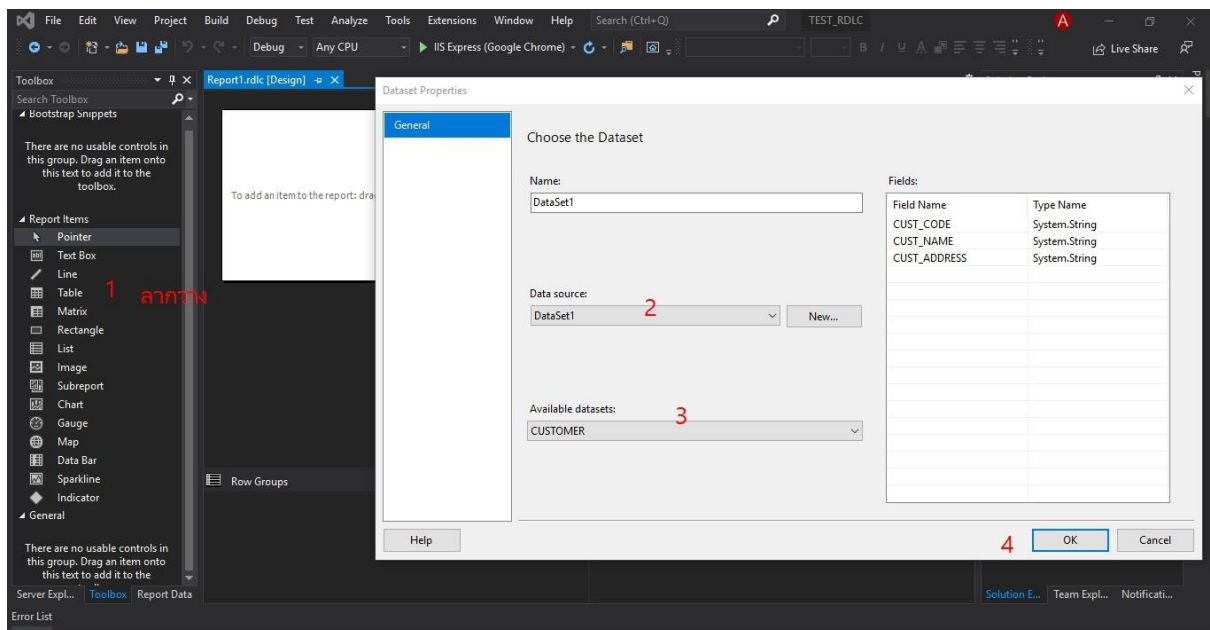 File Edit View Project Build Debug Test Analyze Tools Extensions Window Help Search (Ctrl+Q) TEST_RDLC A
Debug Any CPU IIS Express (Google Chrome) B I U A Live Share
Toolbox
Search Toolbox
Bootstrap Snippets
There are no usable controls in
this group. Drag an item onto
this text to add it to the
toolbox.
Report Items
Pointer
Text Box
Line
Table
Matrix
Rectangle
List
Image
Subreport
Chart
Gauge
Map
Data Bar
Sparkline
Indicator
General
There are no usable controls in
this group. Drag an item onto
this text to add it to the
Server Expl... Toolbox Report Data
Error List
1 ลากวาง
Report1.rdlc [Design]
To add an item to the report: dra
Row Groups
Dataset Properties
General
Choose the Dataset
Name:
DataSet1
Data source:
DataSet1 2 New...
Available datasets:
3
CUSTOMER
Fields:
Field Name Type Name
CUST_CODE System.String
CUST_NAME System.String
CUST_ADDRESS System.String
Help 4 OK Cancel
Solution E... Team Expl... Notificati...